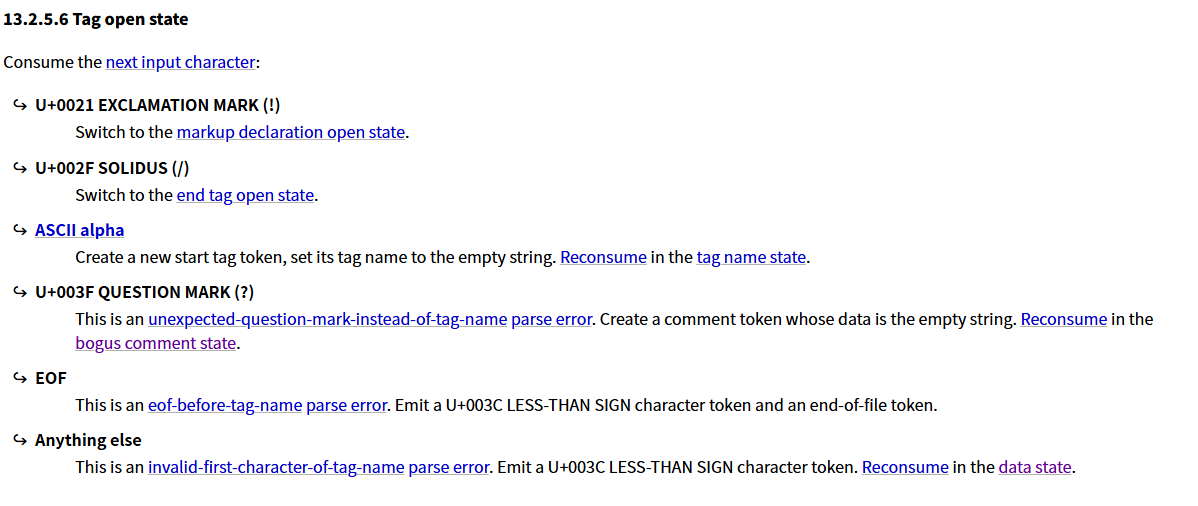 13.2.5.6 Tag open state
Consume the next input character:
↪ U+0021 EXCLAMATION MARK (!)
Switch to the markup declaration open state.
↪ U+002F SOLIDUS (/)
Switch to the end tag open state.
↪ ASCII alpha
Create a new start tag token, set its tag name to the empty string. Reconsume in the tag name state.
↪ U+003F QUESTION MARK (?)
This is an unexpected-question-mark-instead-of-tag-name parse error. Create a comment token whose data is the empty string. Reconsume in the
bogus comment state.
↪ EOF
This is an eof-before-tag-name parse error. Emit a U+003C LESS-THAN SIGN character token and an end-of-file token.
↪ Anything else
This is an invalid-first-character-of-tag-name parse error. Emit a U+003C LESS-THAN SIGN character token. Reconsume in the data state.